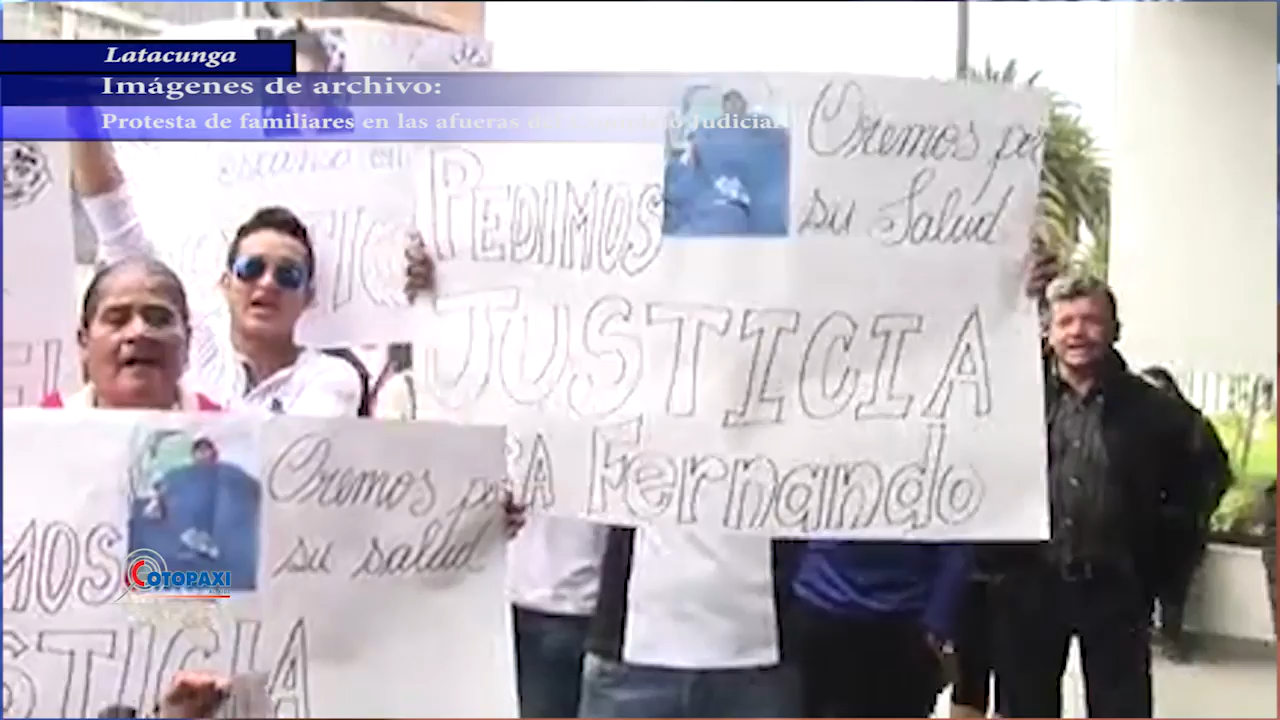 Latacunga
Imágenes de archivo:
Protesta de familiares en las afueras del Judicial
PEDIMOS
Oremos por
su Salud
JUSTICIA
Fernando
Oremos por
su salud
MOS
STICIA
COTOPAXI